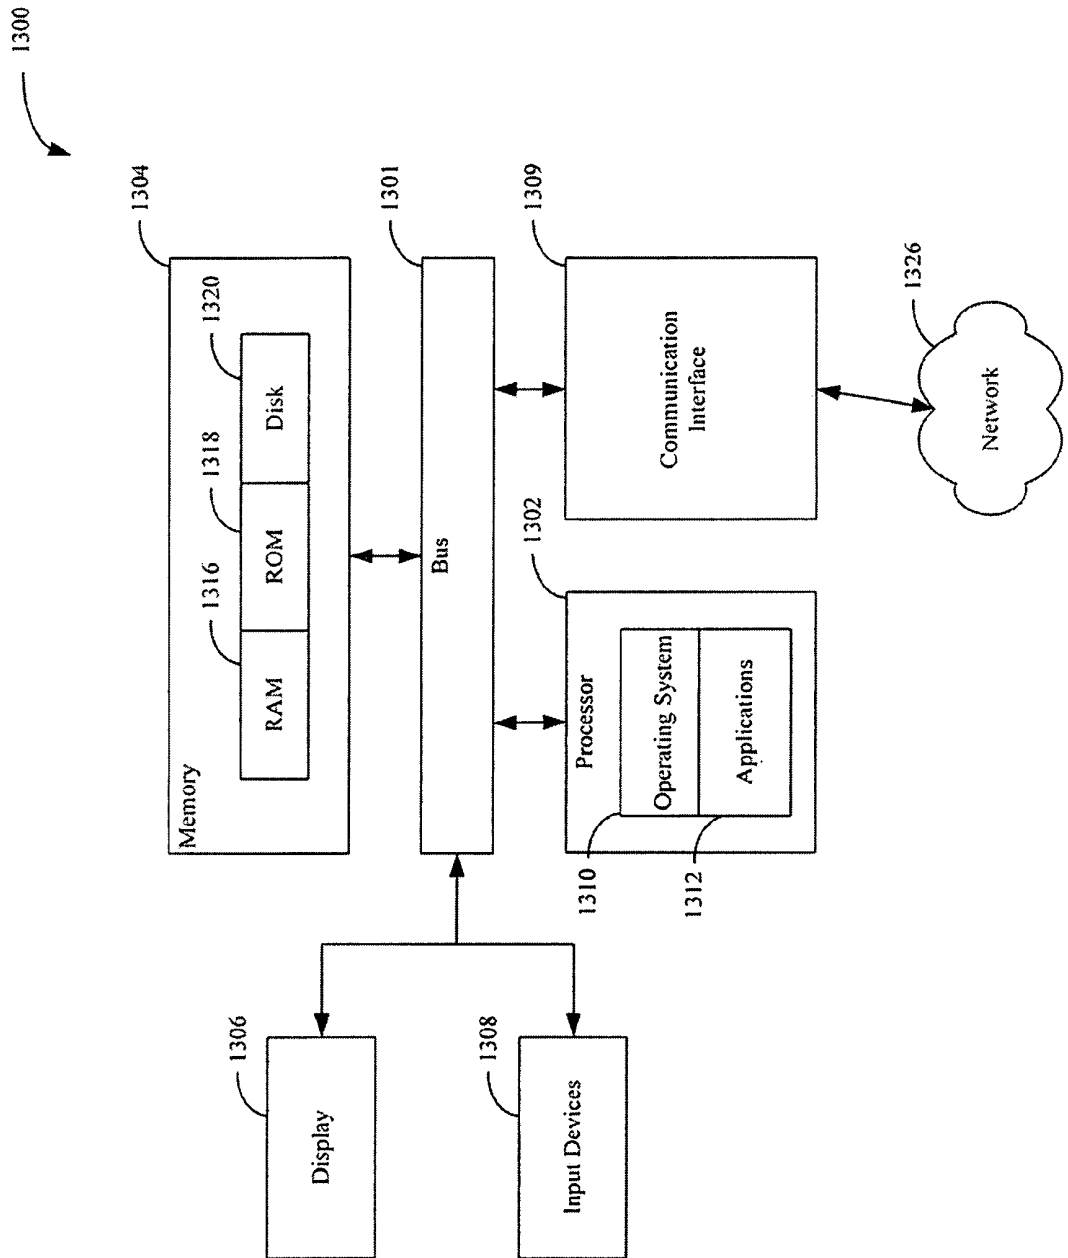 1300
1304
Memory
1316
1318
1320
RAM
ROM
Disk
1301
Bus
1306
Display
1308
Input Devices
1302
Processor
1310
Operating System
1312
Applications
1309
Communication
Interface
1326
Network